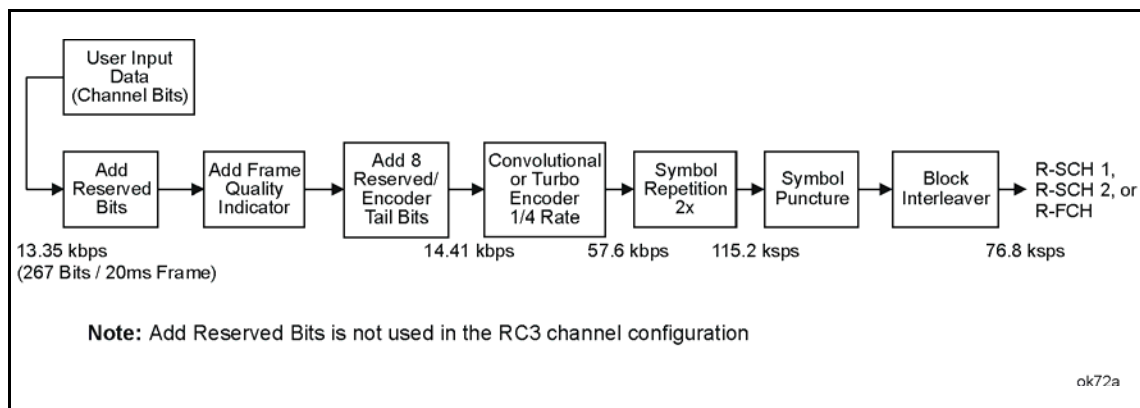 User Input
Data
(Channel Bits)
Add
Reserved
Bits
Add Frame
Quality
Indicator
Add 8
Reserved/
Encoder
Tail Bits
Convolutional
or Turbo
Encoder
1/4 Rate
Symbol
Repetition
2x
Symbol
Puncture
Block
Interleaver
R-SCH 1,
R-SCH 2, or
R-FCH
13.35 kbps
(267 Bits / 20ms Frame)
14.41 kbps
57.6 kbps
115.2 ksps
76.8 ksps
Note: Add Reserved Bits is not used in the RC3 channel configuration
ok72a